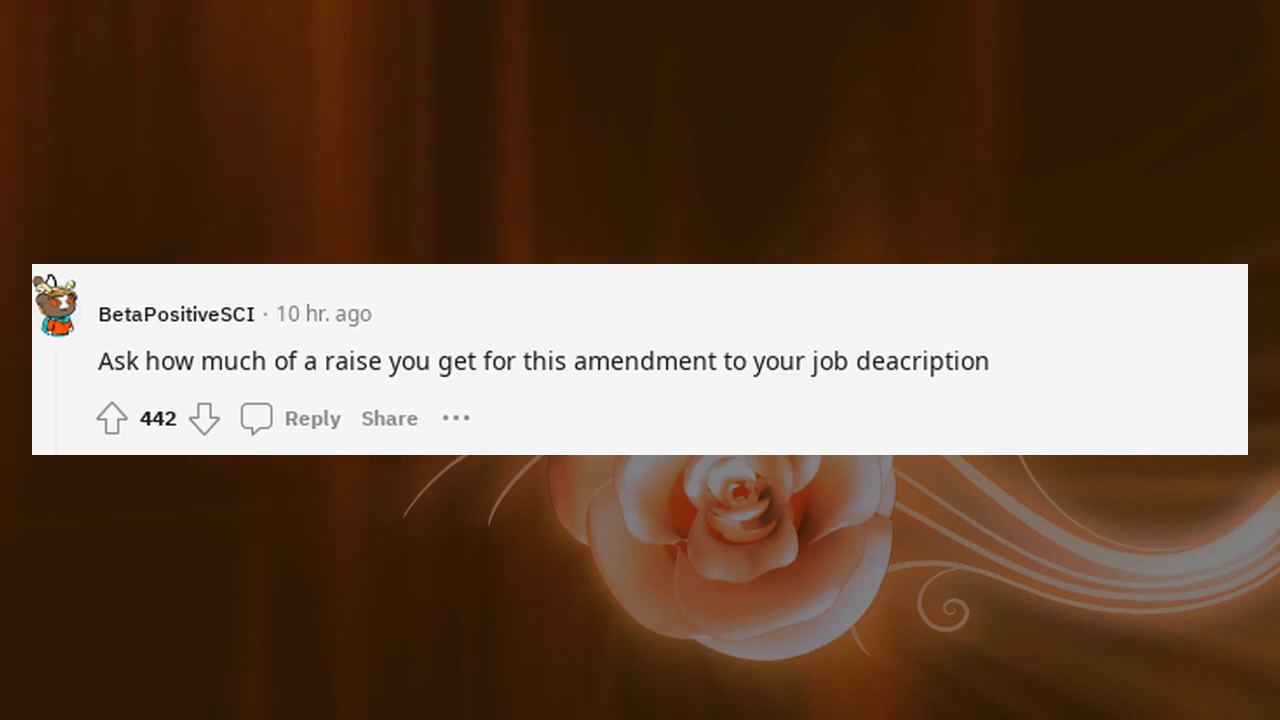 BetaPositiveSCI · 10 hr. ago
Ask how much of a raise you get for this amendment to your job deacription
442 Reply Share ···